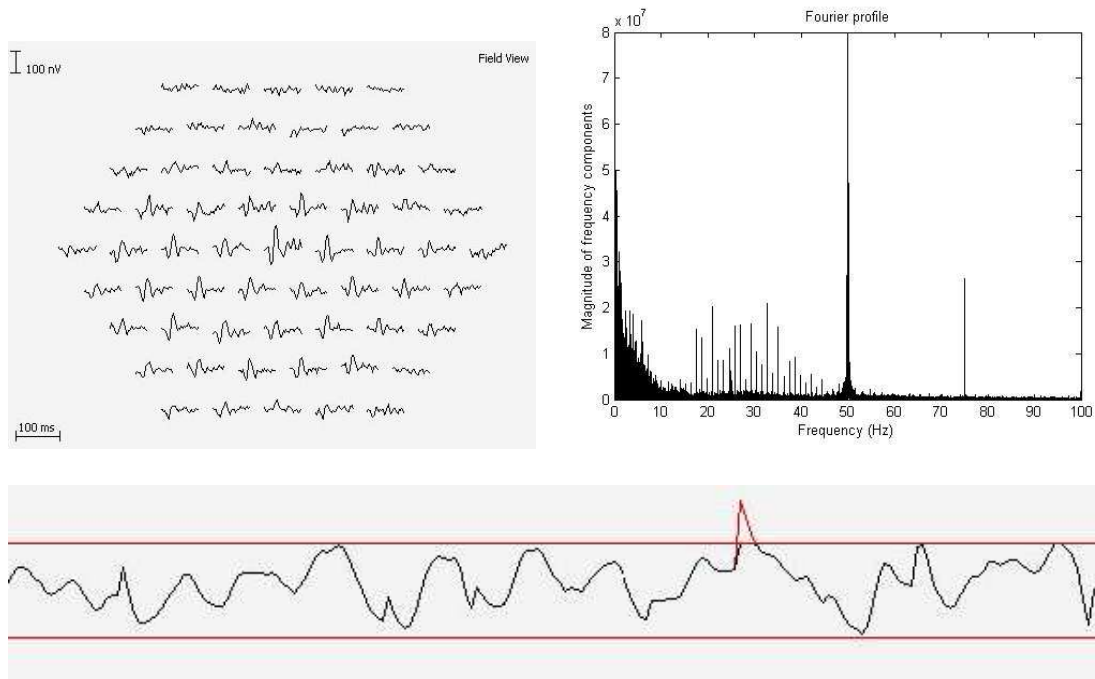 100 nV
Field View
100 ms
Fourier profile
x 10^7
Magnitude of frequency components
8
7
6
5
4
3
2
1
0
0 10 20 30 40 50 60 70 80 90 100
Frequency (Hz)